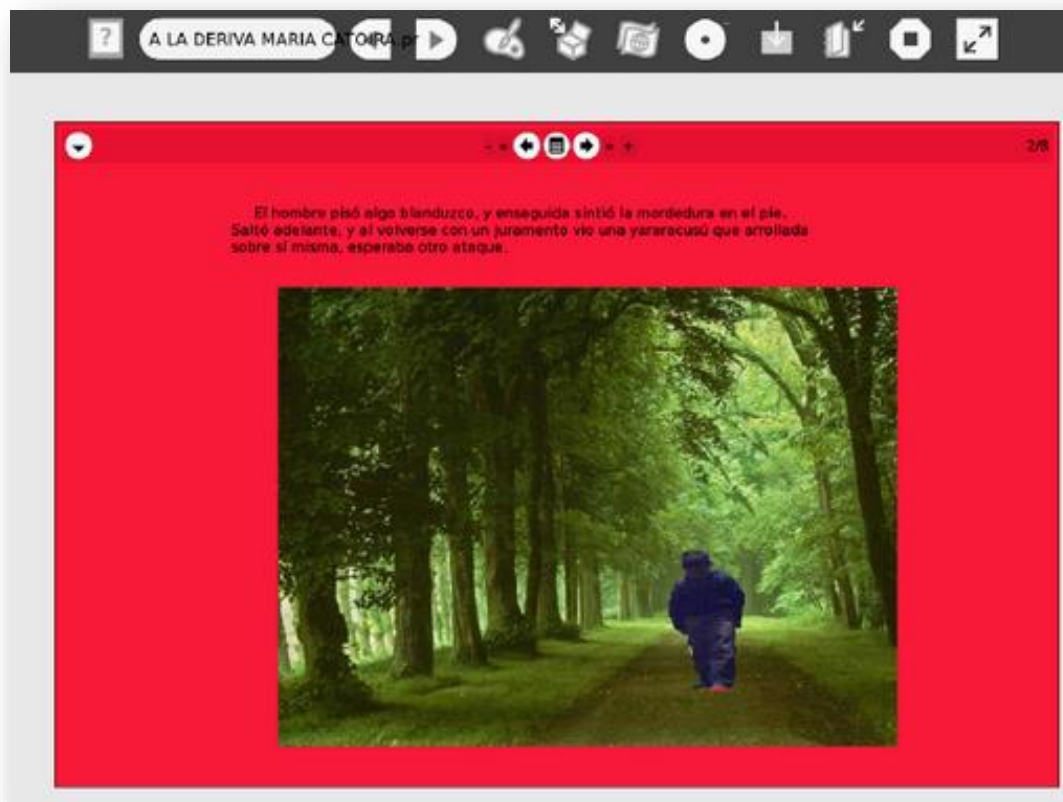 ?
A LA DERIVA MARIA CATOIRA.pr
2/8
El hombre pisó algo blanduzco, y enseguida sintió la mordedura en el pie.
Saltó adelante, y al volverse con un juramento vio una yararacusú que arrollada
sobre sí misma, esperaba otro ataque.